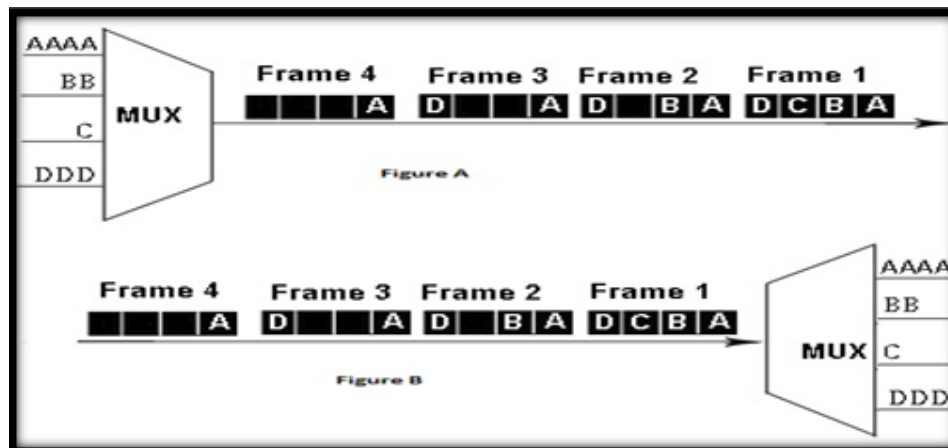 AAAA
BB
C
DDD
MUX
Frame 4 Frame 3 Frame 2 Frame 1
A D A D B A D C B A
Figure A
Frame 4 Frame 3 Frame 2 Frame 1
A D A D B A D C B A
Figure B
MUX
AAAA
BB
C
DDD